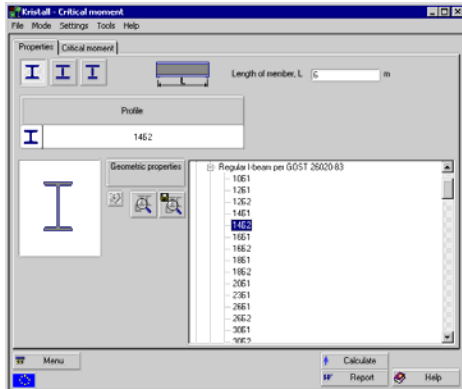 Kristall - Critical moment
File Mode Settings Tools Help
Properties Critical moment
Length of member, L 6 m
L
Profile
14Б2
Geometric properties
Regular I-beam per GOST 26020-83
10Б1
12Б1
12Б2
14Б1
14Б2
16Б1
16Б2
18Б1
18Б2
20Б1
23Б1
26Б1
26Б2
30Б1
30Б2
Menu
Calculate
Report
Help